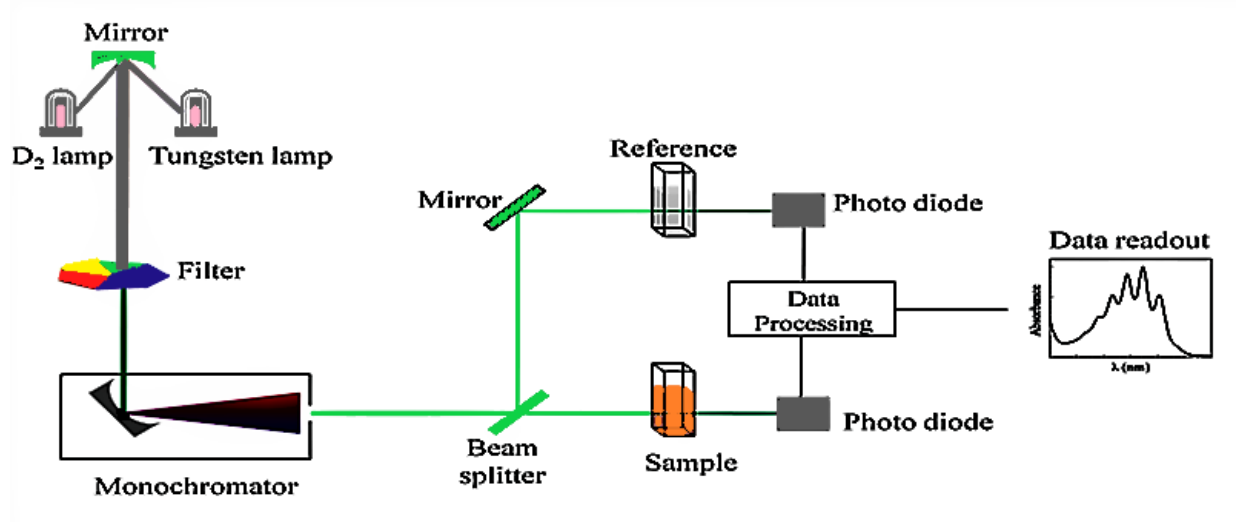 Mirror
D₂ lamp
Tungsten lamp
Filter
Monochromator
Beam
splitter
Mirror
Reference
Sample
Photo diode
Data
Processing
Photo diode
Data readout
Absorbance
λ (nm)